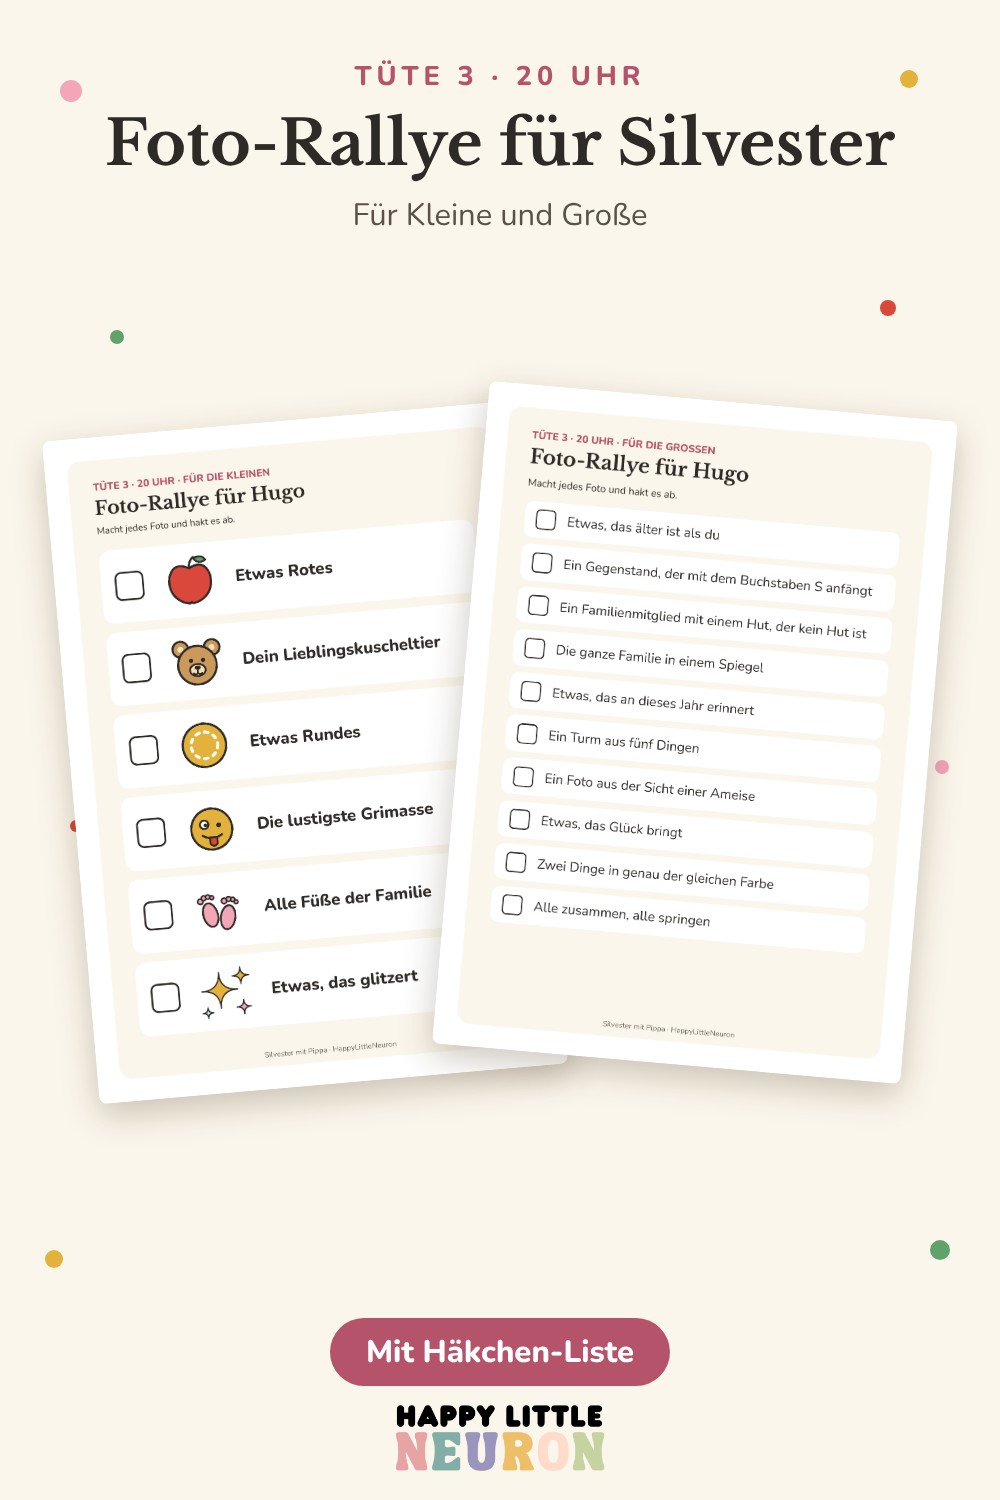 TÜTE 3 · 20 UHR
Foto-Rallye für Silvester
Für Kleine und Große
TÜTE 3 · 20 UHR · FÜR DIE KLEINEN
Foto-Rallye für Hugo
Macht jedes Foto und hakt es ab.
Etwas Rotes
Dein Lieblingskuscheltier
Etwas Rundes
Die lustigste Grimasse
Alle Füße der Familie
Etwas, das glitzert
Silvester mit Pippa · HappyLittleNeuron
TÜTE 3 · 20 UHR · FÜR DIE GROSSEN
Foto-Rallye für Hugo
Macht jedes Foto und hakt es ab.
Etwas, das älter ist als du
Ein Gegenstand, der mit dem Buchstaben S anfängt
Ein Familienmitglied mit einem Hut, der kein Hut ist
Die ganze Familie in einem Spiegel
Etwas, das an dieses Jahr erinnert
Ein Turm aus fünf Dingen
Ein Foto aus der Sicht einer Ameise
Etwas, das Glück bringt
Zwei Dinge in genau der gleichen Farbe
Alle zusammen, alle springen
Silvester mit Pippa · HappyLittleNeuron
Mit Häkchen-Liste
HAPPY LITTLE
NEURON